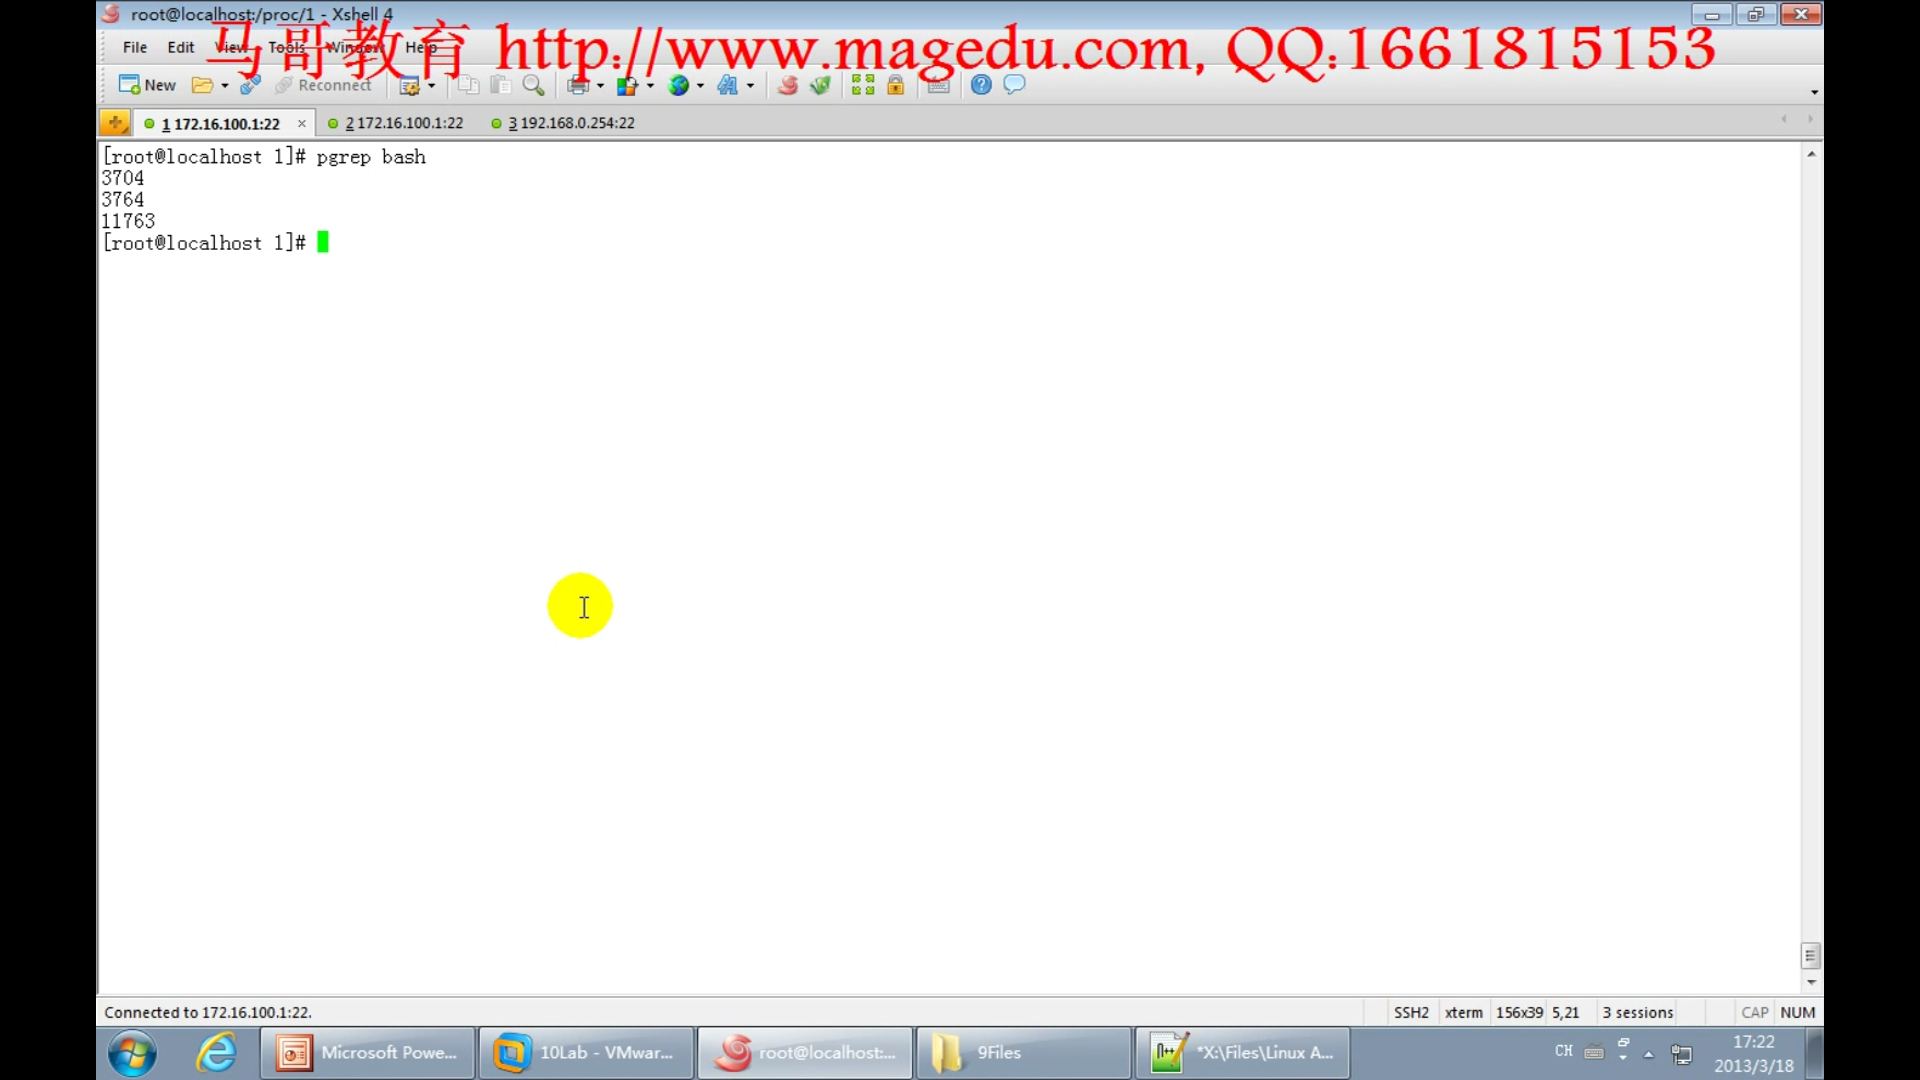 root@localhost:/proc/1 - Xshell 4
马哥教育 http://www.magedu.com, QQ:1661815153
File Edit View Tools Window Help
New Reconnect
1 172.16.100.1:22 2 172.16.100.1:22 3 192.168.0.254:22
[root@localhost 1]# pgrep bash
3704
3764
11763
[root@localhost 1]#
Connected to 172.16.100.1:22. SSH2 xterm 156x39 5,21 3 sessions CAP NUM
Microsoft Powe... 10Lab - VMwar... root@localhost:... 9Files *X:\Files\Linux A... CH 17:22
2013/3/18